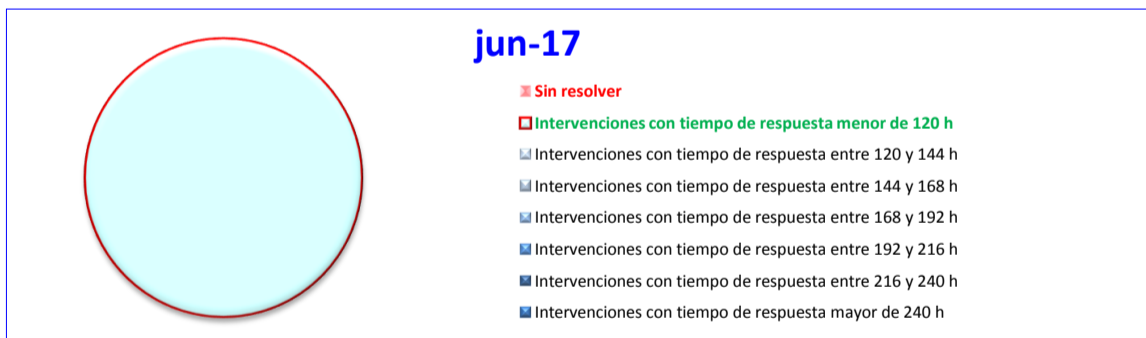 jun-17
Sin resolver
Intervenciones con tiempo de respuesta menor de 120 h
Intervenciones con tiempo de respuesta entre 120 y 144 h
Intervenciones con tiempo de respuesta entre 144 y 168 h
Intervenciones con tiempo de respuesta entre 168 y 192 h
Intervenciones con tiempo de respuesta entre 192 y 216 h
Intervenciones con tiempo de respuesta entre 216 y 240 h
Intervenciones con tiempo de respuesta mayor de 240 h